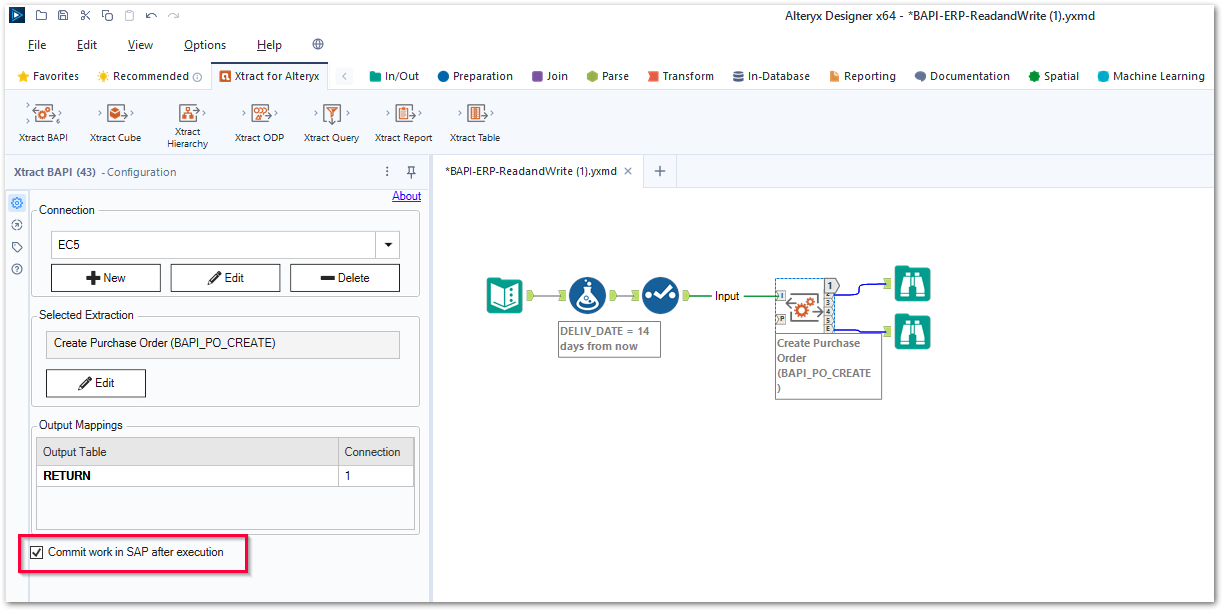 Alteryx Designer x64 - *BAPI-ERP-ReadandWrite (1).yxmd
File Edit View Options Help
Favorites Recommended Xtract for Alteryx In/Out Preparation Join Parse Transform In-Database Reporting Documentation Spatial Machine Learning
Xtract BAPI Xtract Cube Xtract Hierarchy Xtract ODP Xtract Query Xtract Report Xtract Table
Xtract BAPI (43) - Configuration
*BAPI-ERP-ReadandWrite (1).yxmd
About
Connection
EC5
New Edit Delete
Selected Extraction
Create Purchase Order (BAPI_PO_CREATE)
Edit
Output Mappings
Output Table Connection
RETURN 1
Commit work in SAP after execution
DELIV_DATE = 14
days from now
Input
I
P
1
3
4
5
E
Create Purchase
Order
(BAPI_PO_CREATE
)